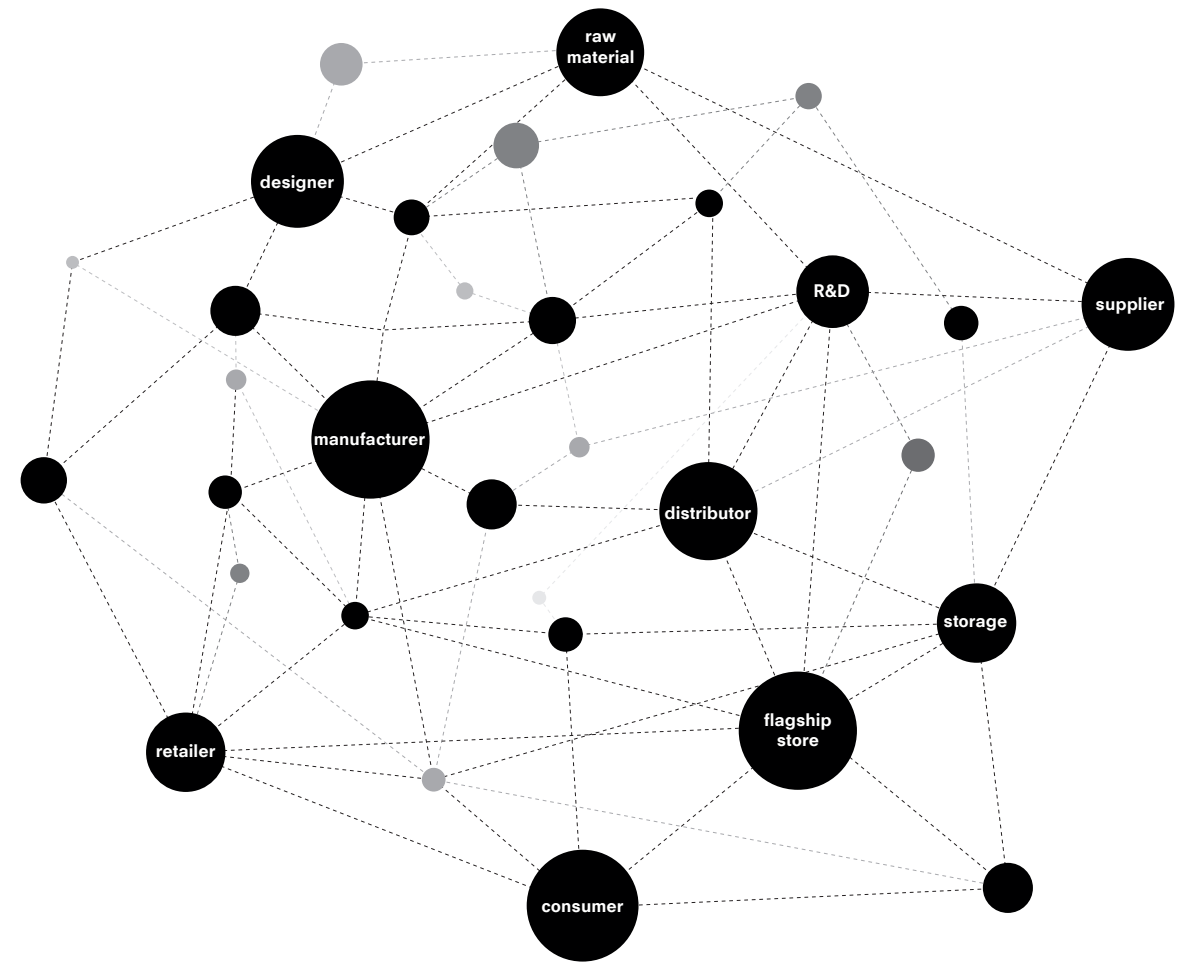 raw
material
designer
R&D
supplier
manufacturer
distributor
storage
flagship
store
retailer
consumer